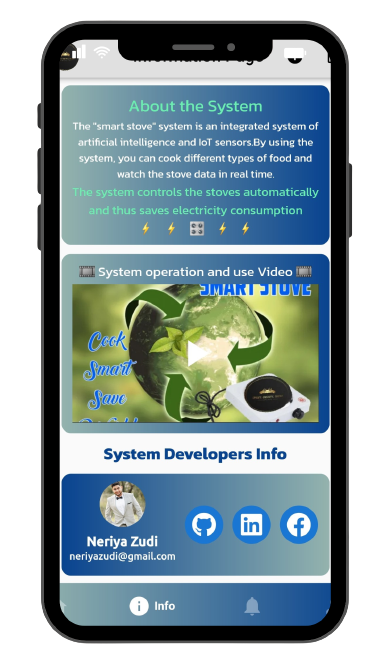 Information Page
About the System
The "smart stove" system is an integrated system of
artificial intelligence and IoT sensors.By using the
system, you can cook different types of food and
watch the stove data in real time.
The system controls the stoves automatically
and thus saves electricity consumption
System operation and use Video
SMART STOVE
Cook
Smart
Save
System Developers Info
Neriya Zudi
neriyazudi@gmail.com
Info